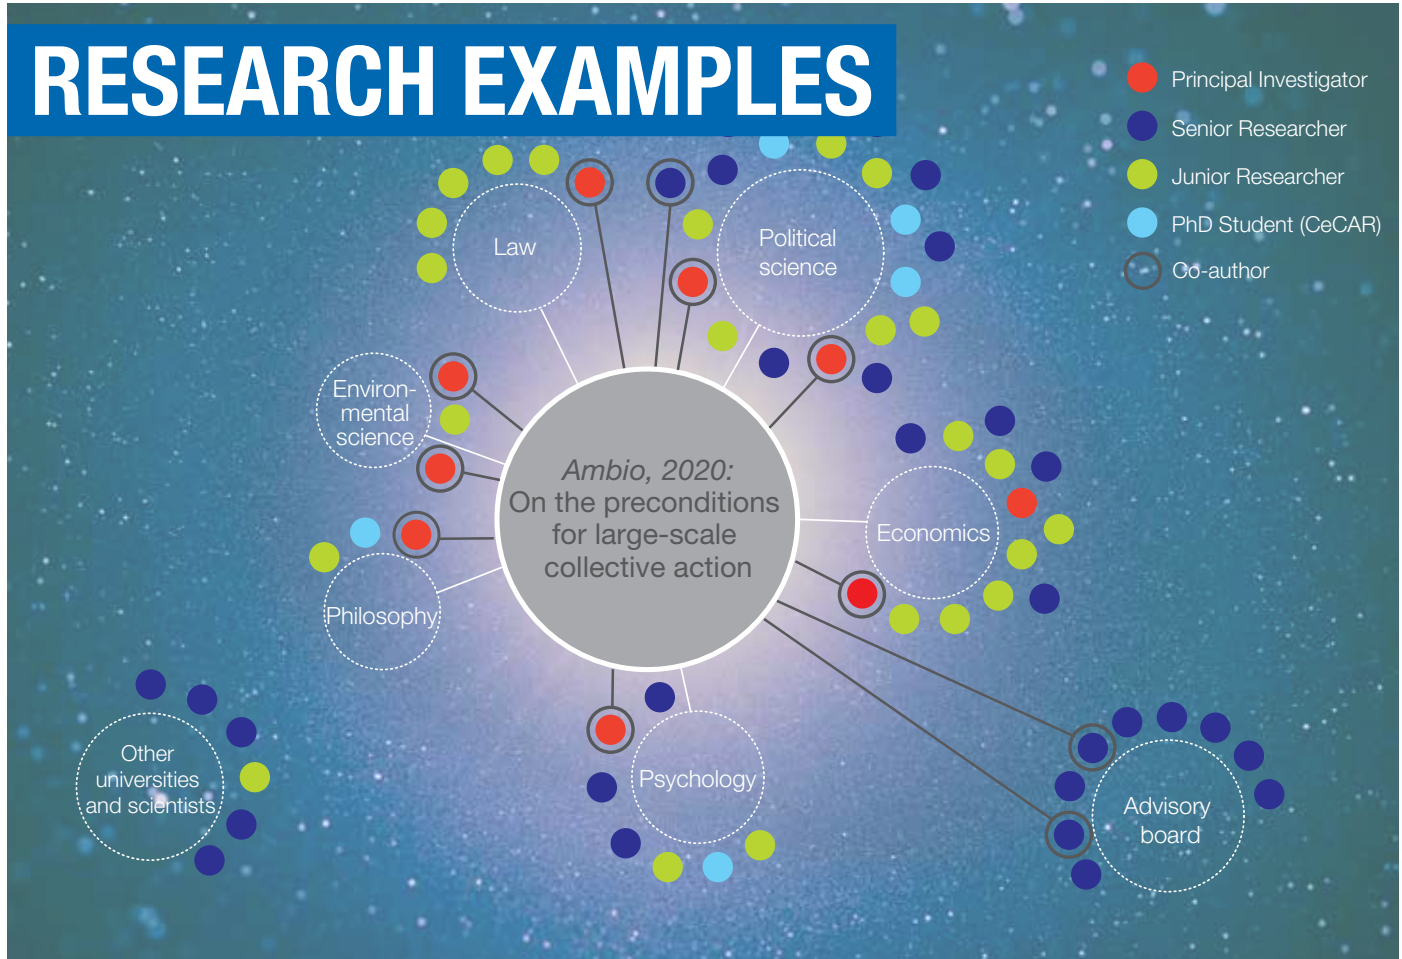 RESEARCH EXAMPLES
Principal Investigator
Senior Researcher
Junior Researcher
PhD Student (CeCAR)
Co-author
Law
Political
science
Environ-
mental
science
Ambio, 2020:
On the preconditions
for large-scale
collective action
Economics
Philosophy
Other
universities
and scientists
Psychology
Advisory
board